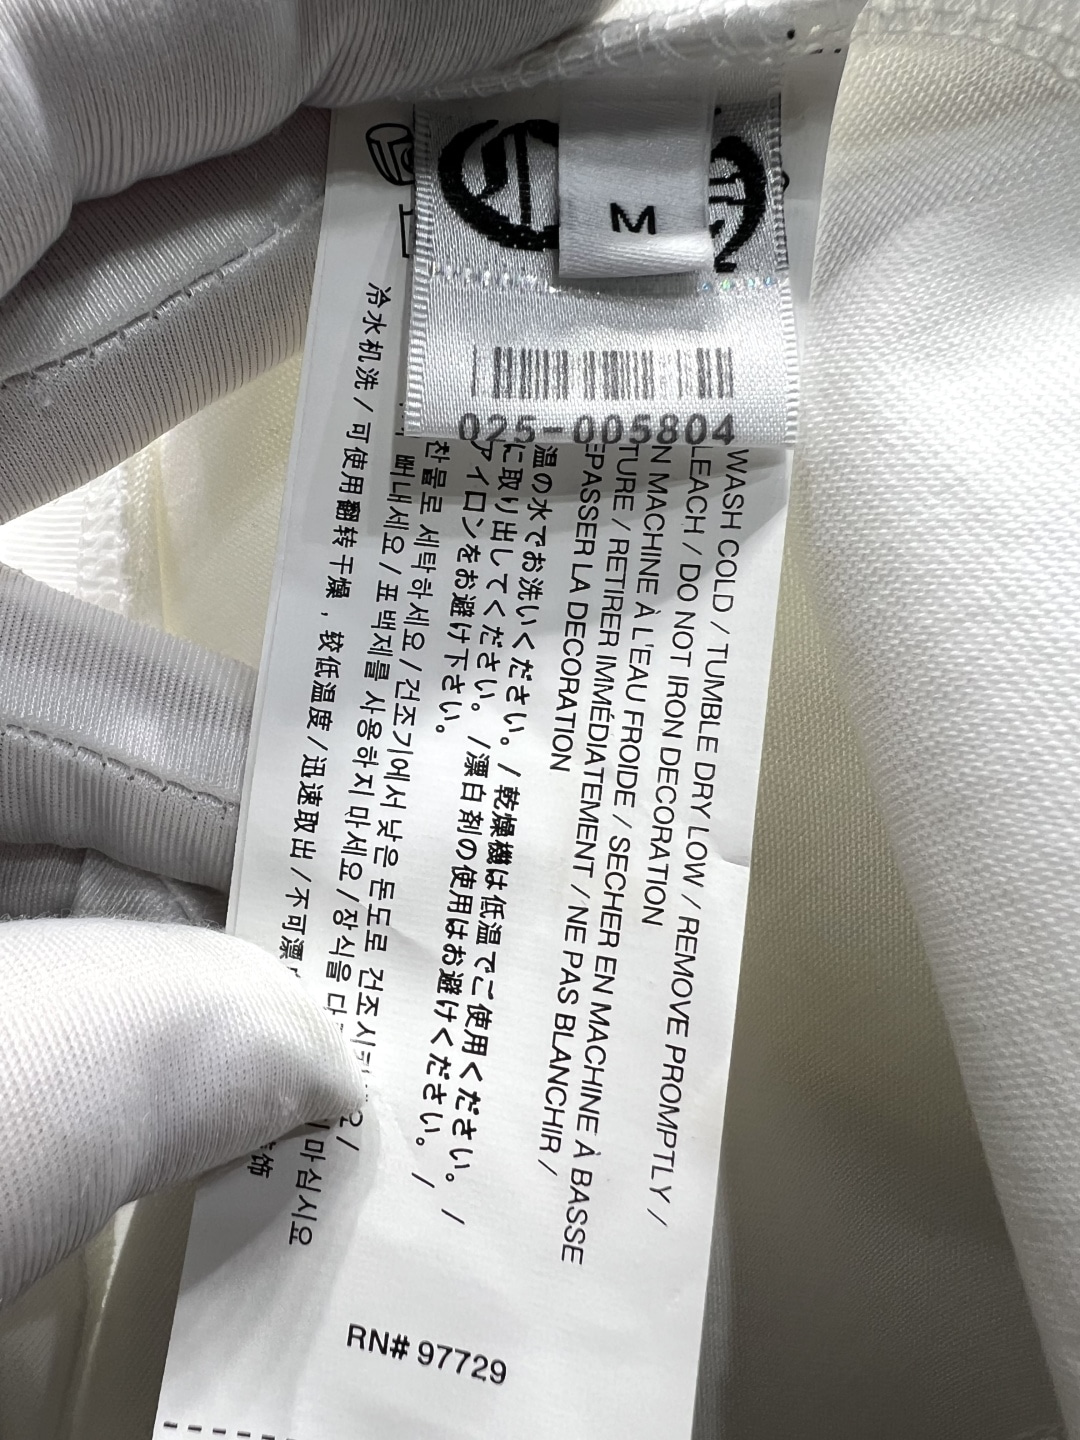 M
025-005804
WASH COLD / TUMBLE DRY LOW / REMOVE PROMPTLY /
LEACH / DO NOT IRON DECORATION
N MACHINE À L'EAU FROIDE / SECHER EN MACHINE À BASSE
TURE / RETIRER IMMÉDIATEMENT / NE PAS BLANCHIR /
EPASSER LA DECORATION
温の水でお洗いください。/ 乾燥機は低温でご使用ください。/
に取り出してください。/漂白剤の使用はお避けください。/
アイロンをお避け下さい。
찬물로 세탁하세요/건조기에서 낮은 온도로 건조시키 요/
빼내세요/표백제를 사용하지 마세요/장식을 다 마십시요
冷水机洗/可使用翻转干燥,较低温度/迅速取出/不可漂
饰
RN# 97729